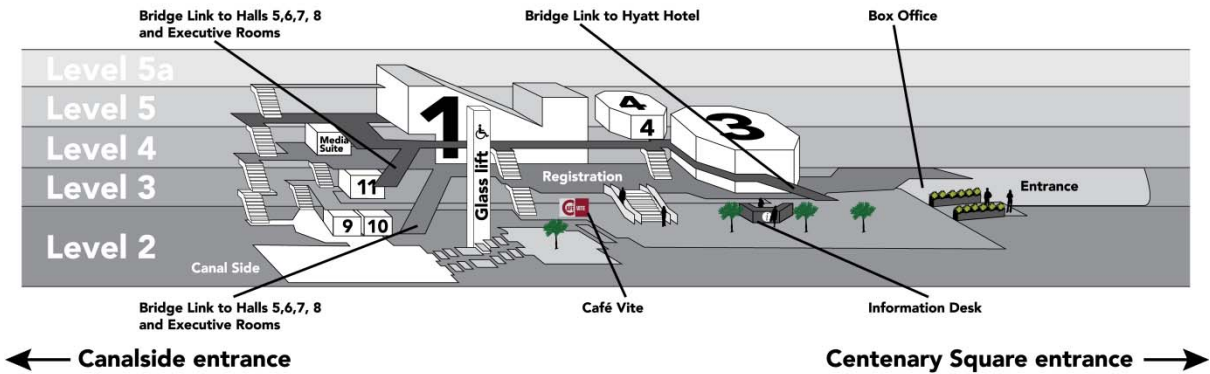 Bridge Link to Halls 5,6,7, 8
and Executive Rooms
Bridge Link to Hyatt Hotel
Box Office
Level 5a
Level 5
Level 4
Level 3
Level 2
1
4
4
3
Media
Suite
11
9
10
Glass lift
Registration
Entrance
VITE
i
Canal Side
Bridge Link to Halls 5,6,7, 8
and Executive Rooms
Café Vite
Information Desk
Canalside entrance
Centenary Square entrance